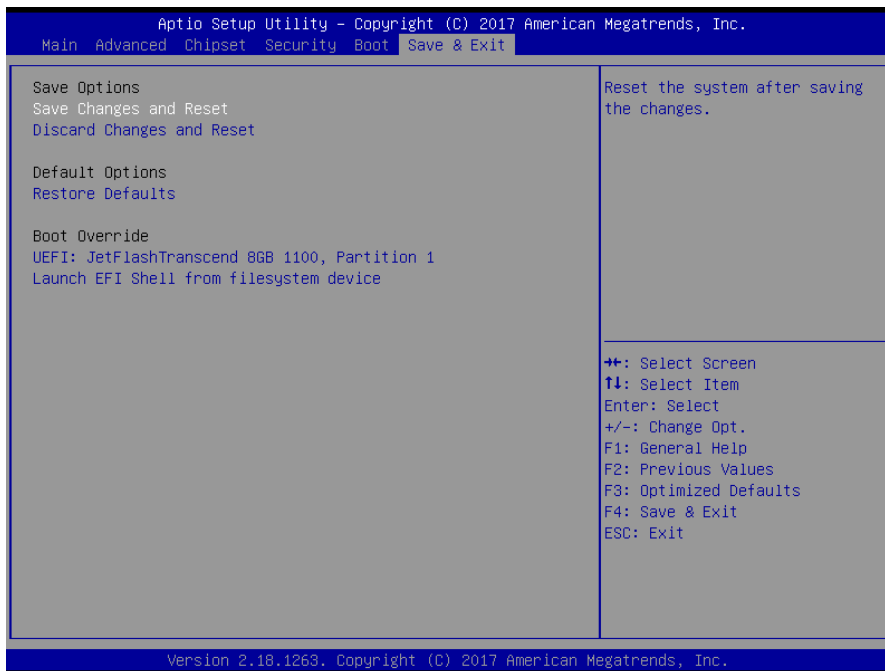 Aptio Setup Utility – Copyright (C) 2017 American Megatrends, Inc.
Main Advanced Chipset Security Boot Save & Exit
Save Options
Save Changes and Reset
Discard Changes and Reset
Default Options
Restore Defaults
Boot Override
UEFI: JetFlashTranscend 8GB 1100, Partition 1
Launch EFI Shell from filesystem device
Reset the system after saving
the changes.
→←: Select Screen
↑↓: Select Item
Enter: Select
+/-: Change Opt.
F1: General Help
F2: Previous Values
F3: Optimized Defaults
F4: Save & Exit
ESC: Exit
Version 2.18.1263. Copyright (C) 2017 American Megatrends, Inc.